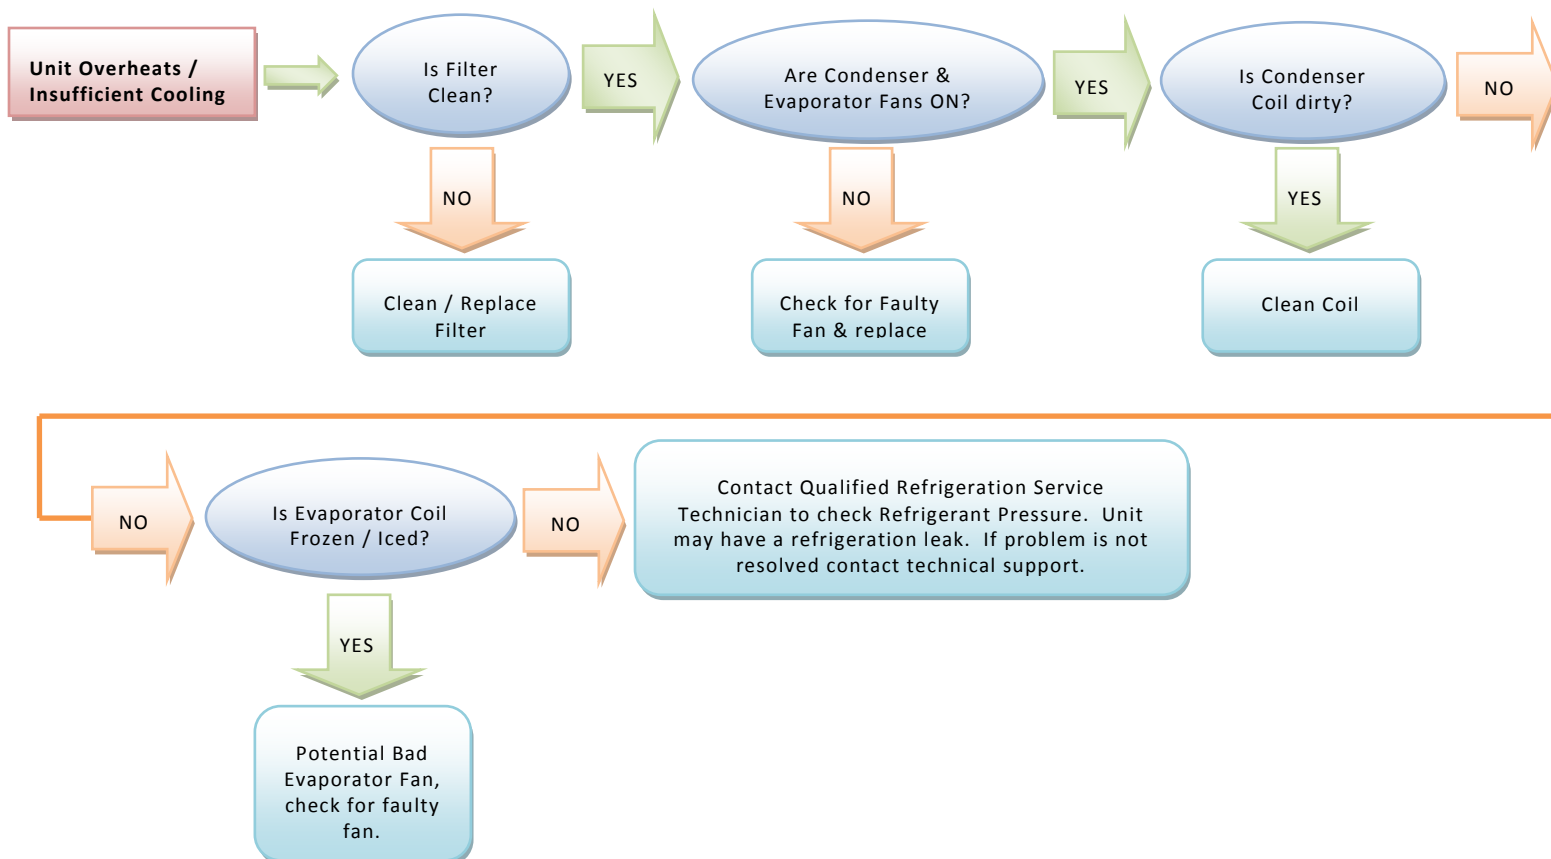 Unit Overheats /
Insufficient Cooling
Is Filter
Clean?
YES
Are Condenser &
Evaporator Fans ON?
YES
Is Condenser
Coil dirty?
NO
NO
NO
YES
Clean / Replace
Filter
Check for Faulty
Fan & replace
Clean Coil
NO
Is Evaporator Coil
Frozen / Iced?
NO
Contact Qualified Refrigeration Service
Technician to check Refrigerant Pressure.  Unit
may have a refrigeration leak.  If problem is not
resolved contact technical support.
YES
Potential Bad
Evaporator Fan,
check for faulty
fan.